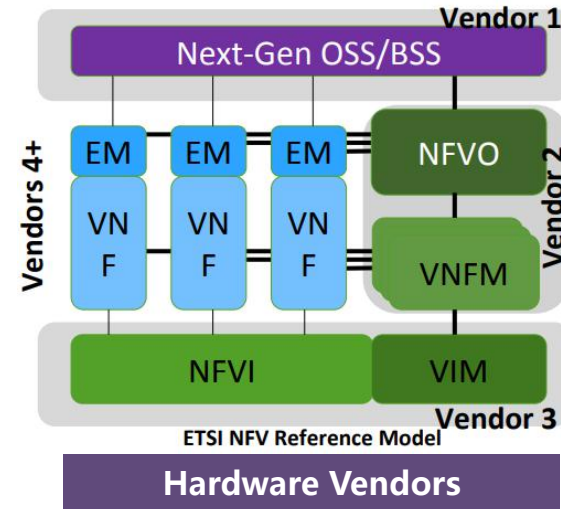 Vendor 1
Next-Gen OSS/BSS
Vendors 4+
EM
EM
EM
NFVO
Vendor 2
VN
F
VN
F
VN
F
VNFM
NFVI
VIM
Vendor 3
ETSI NFV Reference Model
Hardware Vendors